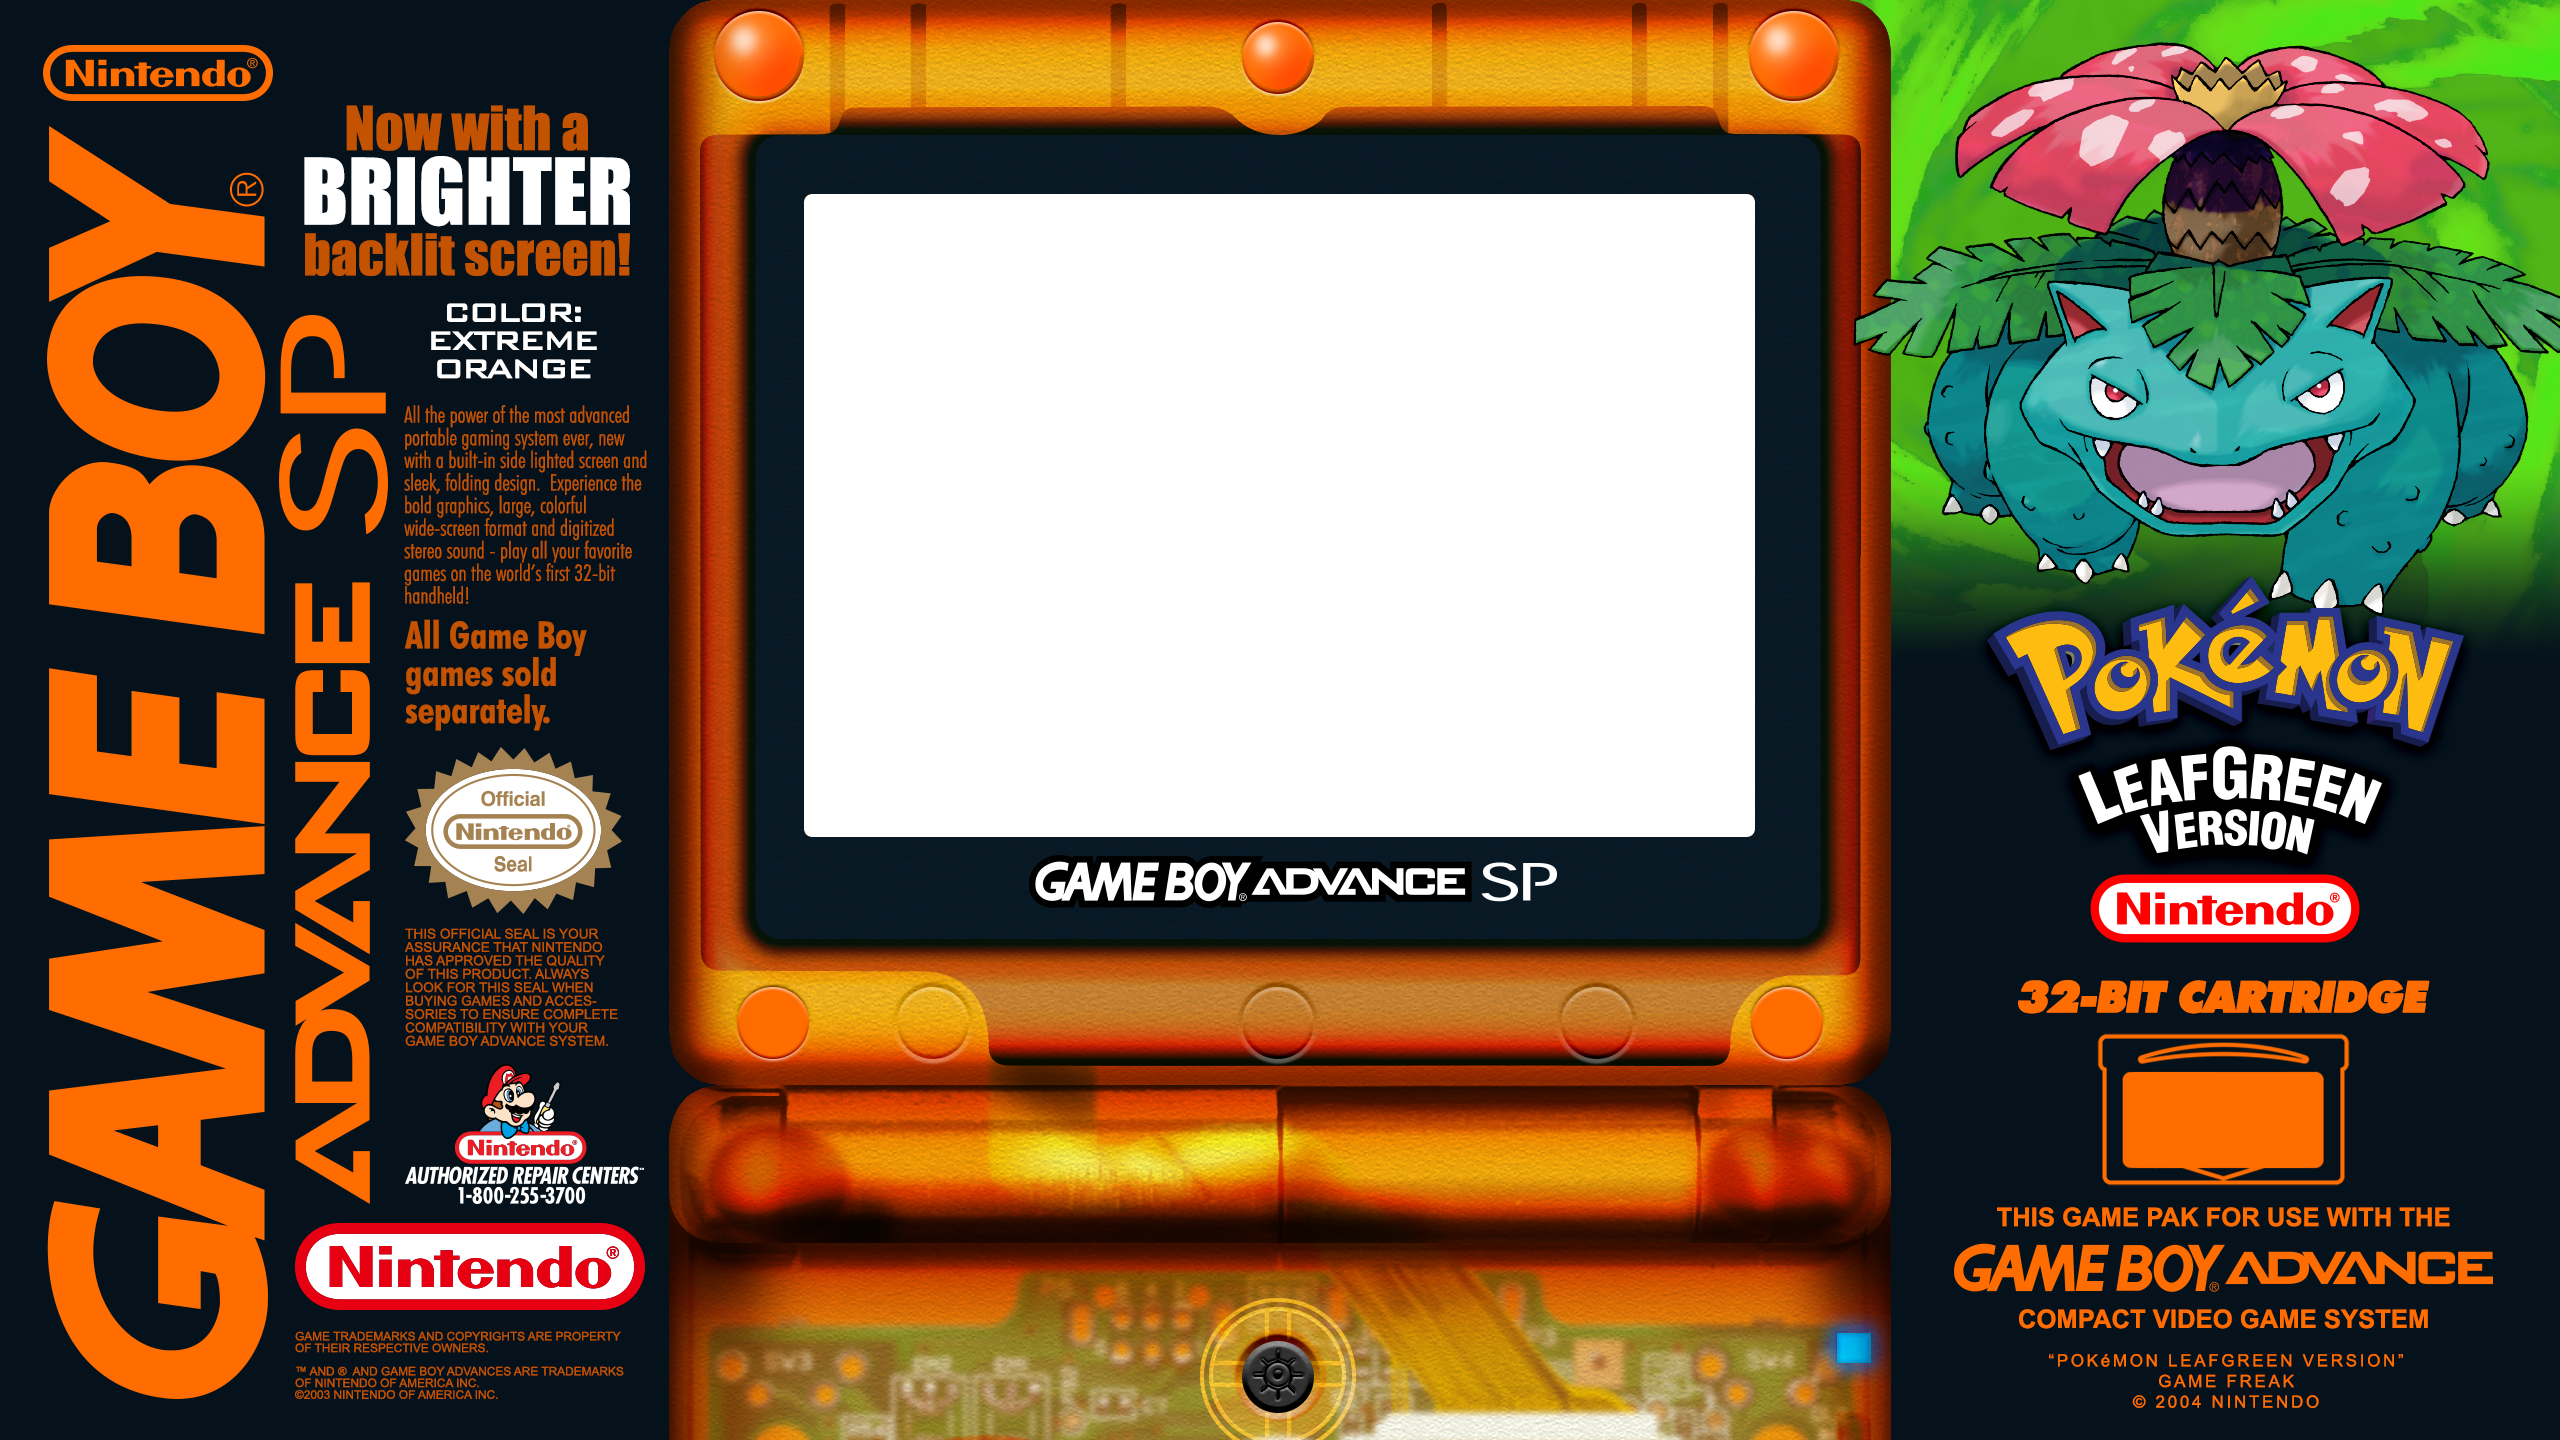 Nintendo®
GAME BOY®
ADVANCE SP
Now with a
BRIGHTER
backlit screen!
COLOR:
EXTREME
ORANGE
All the power of the most advanced
portable gaming system ever, new
with a built-in side lighted screen and
sleek, folding design. Experience the
bold graphics, large, colorful
wide-screen format and digitized
stereo sound - play all your favorite
games on the world's first 32-bit
handheld!
All Game Boy
games sold
separately.
Official
Nintendo
Seal
THIS OFFICIAL SEAL IS YOUR
ASSURANCE THAT NINTENDO
HAS APPROVED THE QUALITY
OF THIS PRODUCT. ALWAYS
LOOK FOR THIS SEAL WHEN
BUYING GAMES AND ACCES-
SORIES TO ENSURE COMPLETE
COMPATIBILITY WITH YOUR
GAME BOY ADVANCE SYSTEM.
Nintendo®
AUTHORIZED REPAIR CENTERS™
1-800-255-3700
Nintendo®
GAME TRADEMARKS AND COPYRIGHTS ARE PROPERTY
OF THEIR RESPECTIVE OWNERS.
™ AND ® AND GAME BOY ADVANCES ARE TRADEMARKS
OF NINTENDO OF AMERICA INC.
©2003 NINTENDO OF AMERICA INC.
GAME BOY® ADVANCE SP
POKéMON
LEAFGREEN
VERSION
Nintendo®
32-BIT CARTRIDGE
THIS GAME PAK FOR USE WITH THE
GAME BOY® ADVANCE
COMPACT VIDEO GAME SYSTEM
“POKéMON LEAFGREEN VERSION”
GAME FREAK
© 2004 NINTENDO